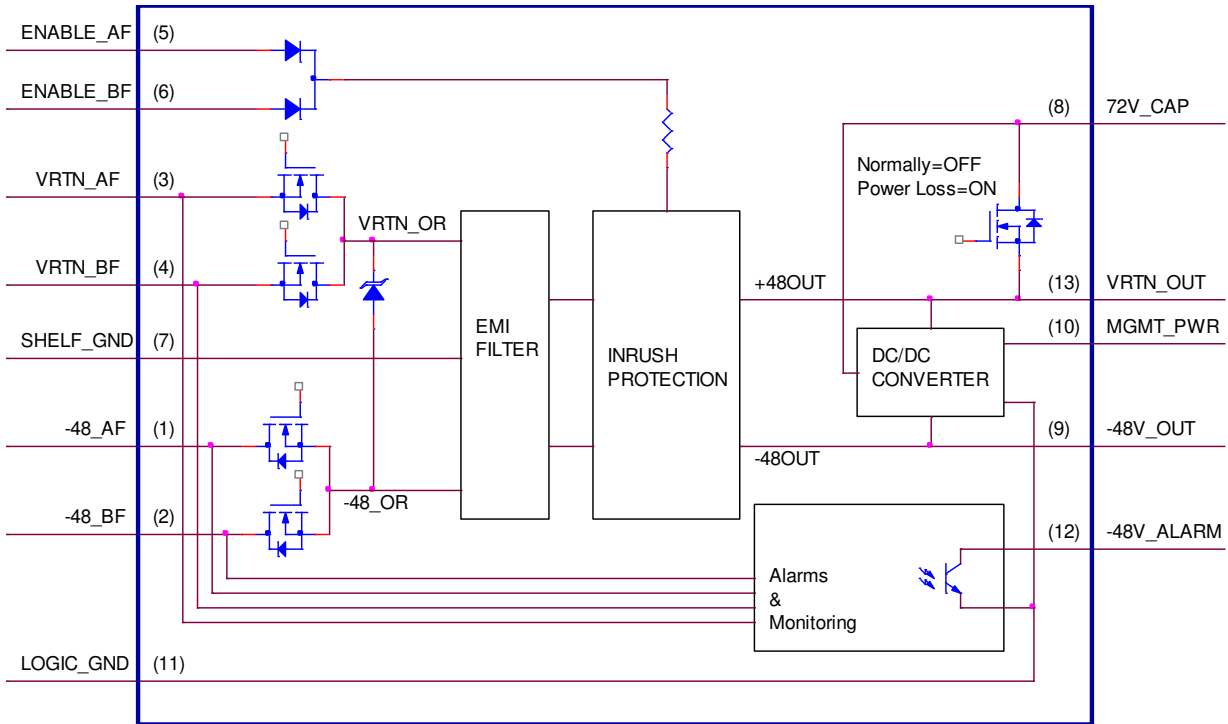 ENABLE_AF (5)
ENABLE_BF (6)
(8) 72V_CAP
Normally=OFF
Power Loss=ON
VRTN_AF (3)
VRTN_OR
VRTN_BF (4)
+48OUT
(13) VRTN_OUT
(10) MGMT_PWR
SHELF_GND (7)
EMI
FILTER
INRUSH
PROTECTION
DC/DC
CONVERTER
-48_AF (1)
(9) -48V_OUT
-48OUT
-48_OR
-48_BF (2)
(12) -48V_ALARM
Alarms
&
Monitoring
LOGIC_GND (11)